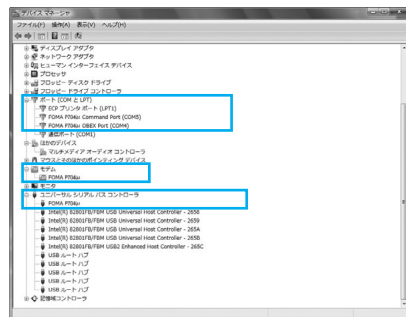 デバイス マネージャ
ファイル(F) 操作(A) 表示(V) ヘルプ(H)
ディスプレイ アダプタ
ネットワーク アダプタ
ヒューマン インターフェイス デバイス
プロセッサ
フロッピー ディスク ドライブ
フロッピー ドライブ コントローラ
ポート (COM と LPT)
ECP プリンタ ポート (LPT1)
FOMA P704iμ Command Port (COM5)
FOMA P704iμ OBEX Port (COM4)
通信ポート (COM1)
ほかのデバイス
マルチメディア オーディオ コントローラ
マウスとそのほかのポインティング デバイス
モデム
FOMA P704iμ
モニタ
ユニバーサル シリアル バス コントローラ
FOMA P704iμ
Intel(R) 82801FB/FBM USB Universal Host Controller - 2658
Intel(R) 82801FB/FBM USB Universal Host Controller - 2659
Intel(R) 82801FB/FBM USB Universal Host Controller - 265A
Intel(R) 82801FB/FBM USB Universal Host Controller - 265B
Intel(R) 82801FB/FBM USB2 Enhanced Host Controller - 265C
USB ルート ハブ
USB ルート ハブ
USB ルート ハブ
USB ルート ハブ
USB ルート ハブ
記憶域コントローラ